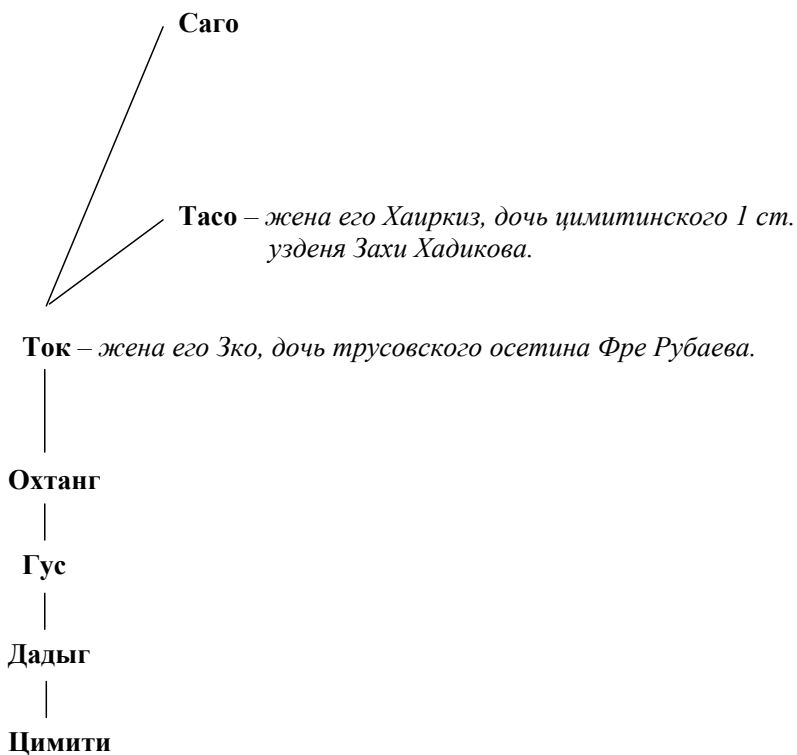 Саго
Тасо – жена его Хаиркиз, дочь цимитинского 1 ст.
узденя Захи Хадикова.
Ток – жена его Зко, дочь трусовского осетина Фре Рубаева.
Охтанг
Гус
Дадыг
Цимити